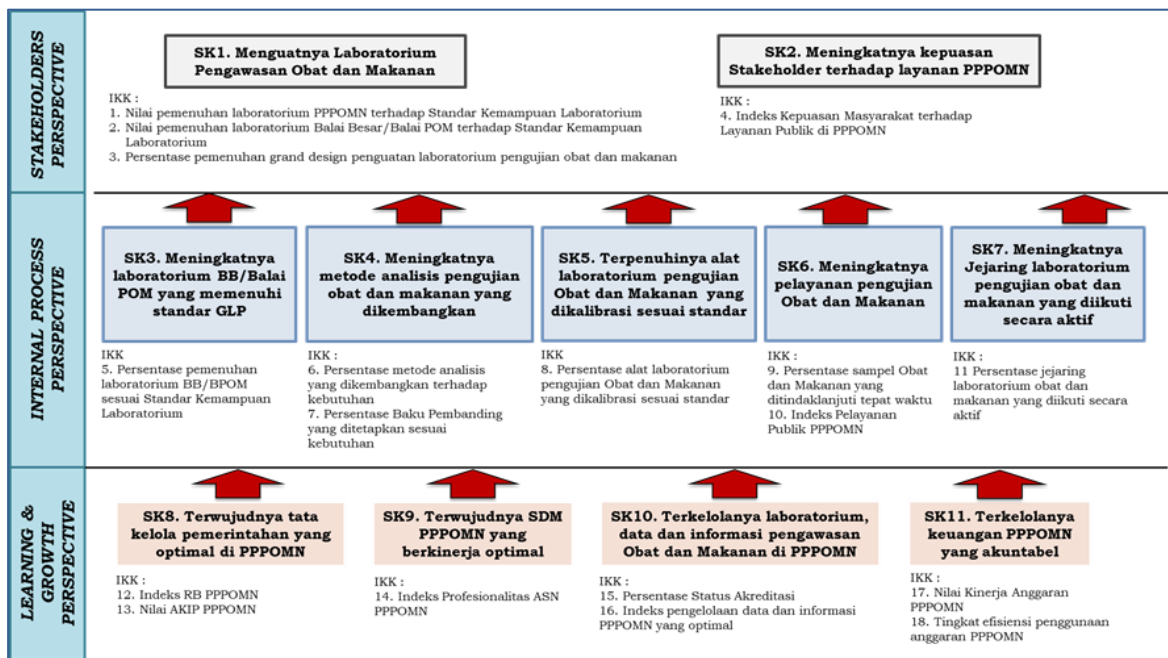 STAKEHOLDERS
PERSPECTIVE
SK1. Menguatnya Laboratorium
Pengawasan Obat dan Makanan
IKK :
1. Nilai pemenuhan laboratorium PPPOMN terhadap Standar Kemampuan Laboratorium
2. Nilai pemenuhan laboratorium Balai Besar/Balai POM terhadap Standar Kemampuan
Laboratorium
3. Persentase pemenuhan grand design penguatan laboratorium pengujian obat dan makanan
SK2. Meningkatnya kepuasan
Stakeholder terhadap layanan PPPOMN
IKK :
4. Indeks Kepuasan Masyarakat terhadap
Layanan Publik di PPPOMN
INTERNAL PROCESS
PERSPECTIVE
SK3. Meningkatnya
laboratorium BB/Balai
POM yang memenuhi
standar GLP
IKK
5. Persentase pemenuhan
laboratorium BB/BPOM
sesuai Standar Kemampuan
Laboratorium
SK4. Meningkatnya
metode analisis pengujian
obat dan makanan yang
dikembangkan
IKK :
6. Persentase metode analisis
yang dikembangkan terhadap
kebutuhan
7. Persentase Baku Pembanding
yang ditetapkan sesuai
kebutuhan
SK5. Terpenuhinya alat
laboratorium pengujian
Obat dan Makanan yang
dikalibrasi sesuai standar
IKK
8. Persentase alat laboratorium
pengujian Obat dan Makanan
yang dikalibrasi sesuai standar
SK6. Meningkatnya
pelayanan pengujian
Obat dan Makanan
IKK :
9. Persentase sampel Obat
dan Makanan yang
ditindaklanjuti tepat waktu
10. Indeks Pelayanan
Publik PPPOMN
SK7. Meningkatnya
Jejaring laboratorium
pengujian obat dan
makanan yang diikuti
secara aktif
IKK :
11 Persentase jejaring
laboratorium obat dan
makanan yang diikuti secara
aktif
LEARNING &
GROWTH
PERSPECTIVE
SK8. Terwujudnya tata
kelola pemerintahan yang
optimal di PPPOMN
IKK :
12. Indeks RB PPPOMN
13. Nilai AKIP PPPOMN
SK9. Terwujudnya SDM
PPPOMN yang
berkinerja optimal
IKK :
14. Indeks Profesionalitas ASN
PPPOMN
SK10. Terkelolanya laboratorium,
data dan informasi pengawasan
Obat dan Makanan di PPPOMN
IKK :
15. Persentase Status Akreditasi
16. Indeks pengelolaan data dan informasi
PPPOMN yang optimal
SK11. Terkelolanya
keuangan PPPOMN
yang akuntabel
IKK :
17. Nilai Kinerja Anggaran
PPPOMN
18. Tingkat efisiensi penggunaan
anggaran PPPOMN